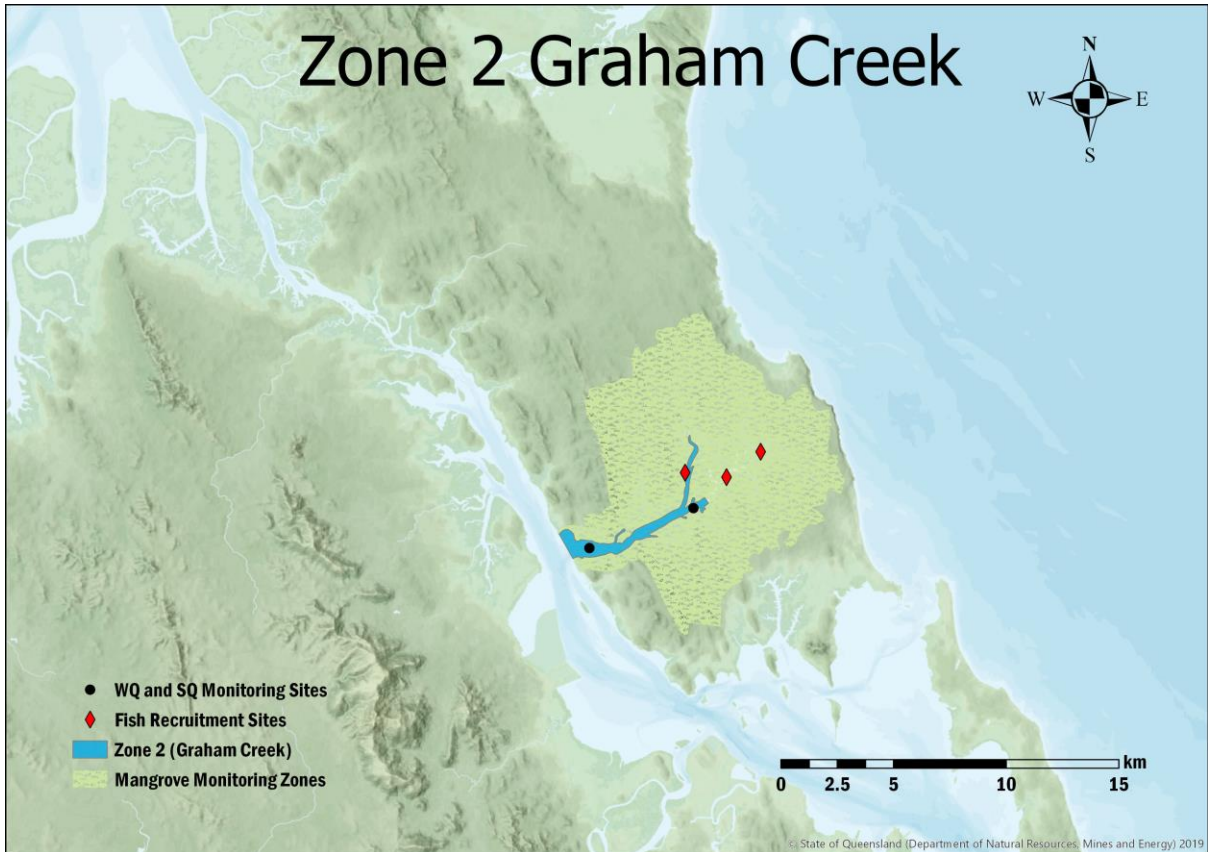 Zone 2 Graham Creek
N
W E
S
WQ and SQ Monitoring Sites
Fish Recruitment Sites
Zone 2 (Graham Creek)
Mangrove Monitoring Zones
km
0 2.5 5 10 15
© State of Queensland (Department of Natural Resources, Mines and Energy) 2019